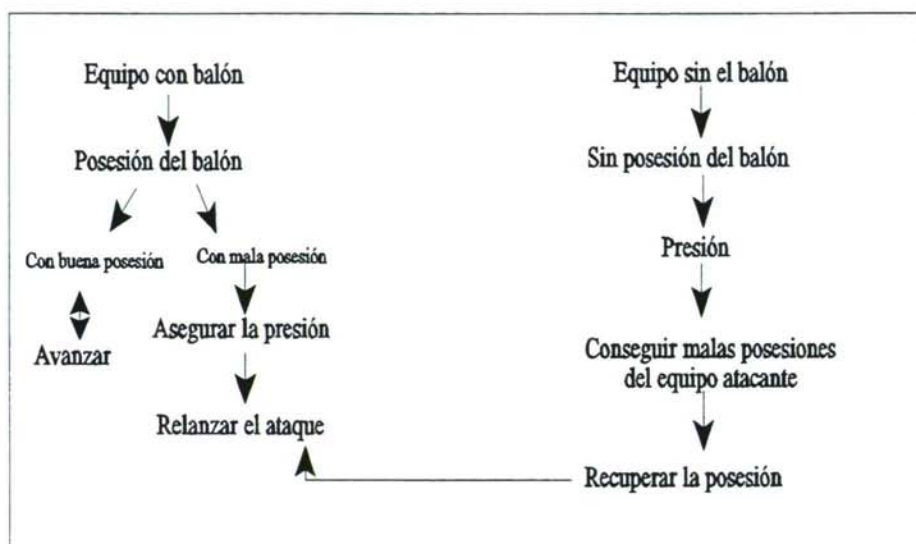 Equipo con balón
Posesión del balón
Con buena posesión
Con mala posesión
Avanzar
Asegurar la presión
Relanzar el ataque
Equipo sin el balón
Sin posesión del balón
Presión
Conseguir malas posesiones
del equipo atacante
Recuperar la posesión